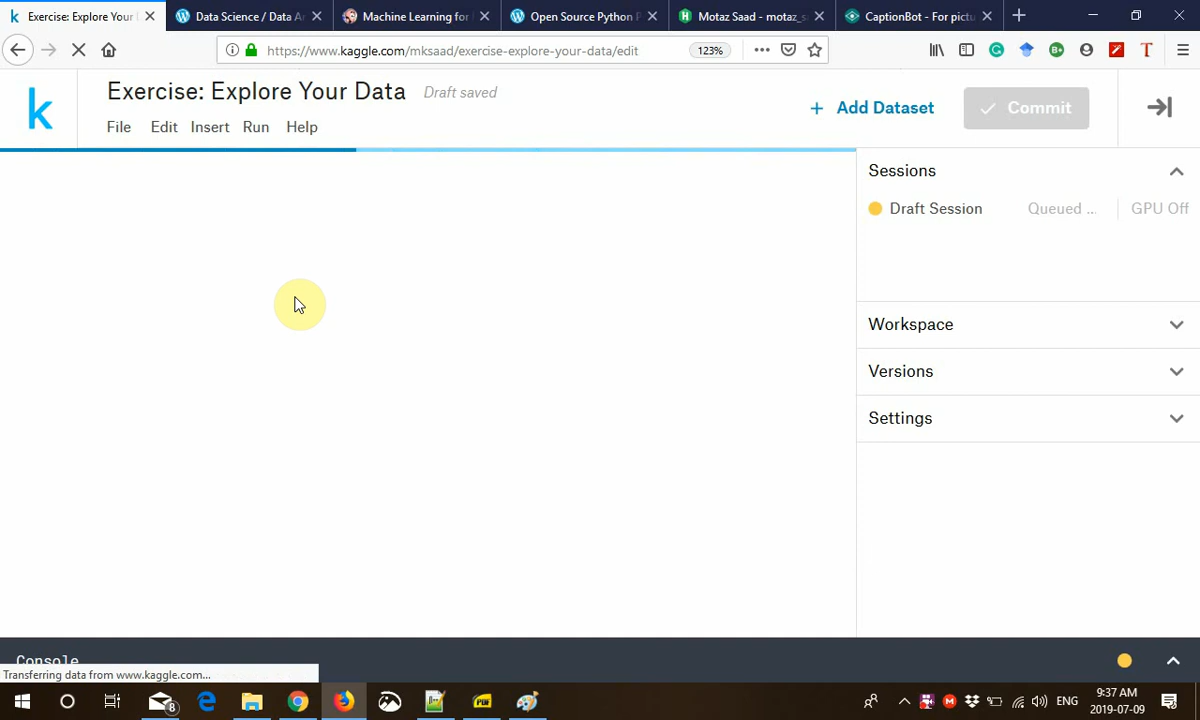 Exercise: Explore Your
Data Science / Data A
Machine Learning for
Open Source Python
Motaz Saad - motaz_s
CaptionBot - For pictu
https://www.kaggle.com/mksaad/exercise-explore-your-data/edit
123%
Exercise: Explore Your Data
Draft saved
File Edit Insert Run Help
+ Add Dataset
Commit
Sessions
Draft Session
Queued ...
GPU Off
Workspace
Versions
Settings
Console
Transferring data from www.kaggle.com...
8
PDF
ENG
9:37 AM
2019-07-09